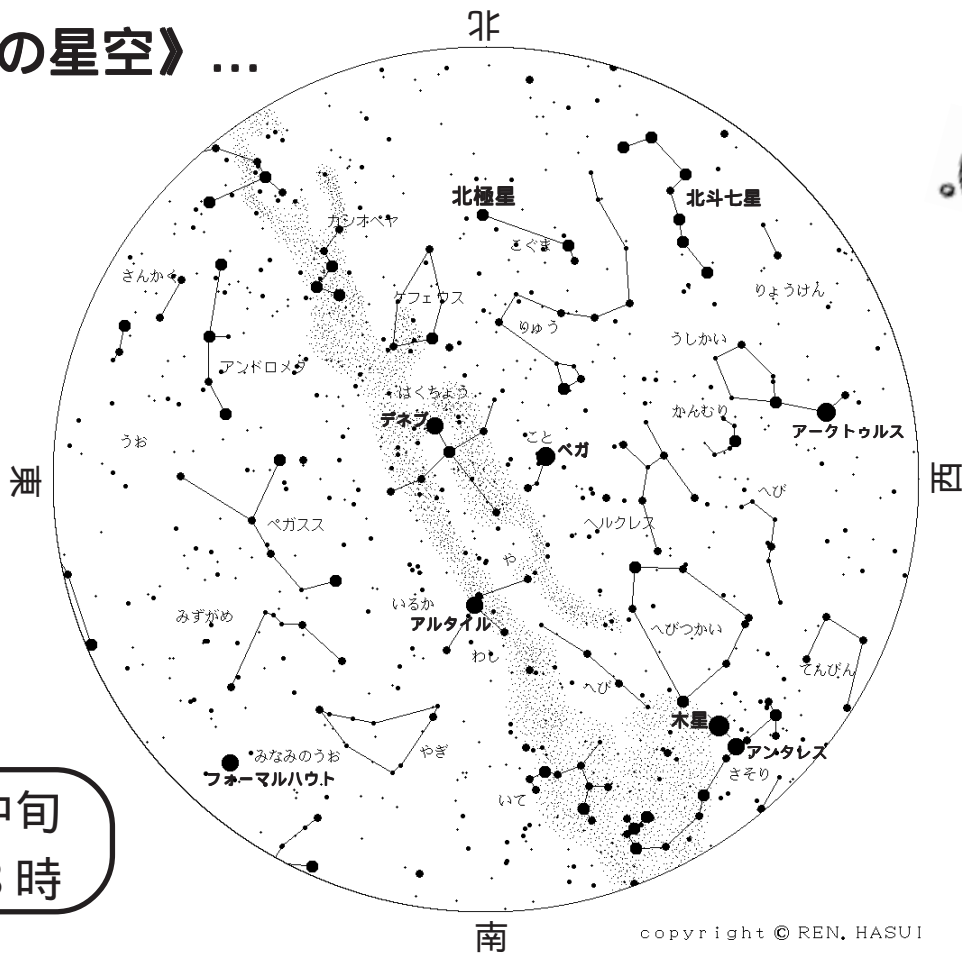 の星空》…
北
北極星
北斗七星
カシオペヤ
こぐま
さんかく
ケフェウス
りょうけん
りゅう
うしかい
アンドロメダ
はくちょう
かんむり
デネブ
アークトゥルス
うお
こと
ベガ
東
西
へび
ペガスス
ヘルクレス
や
みずがめ
いるか
アルタイル
へびつかい
わし
てんびん
へび
木星
みなみのうお
やぎ
アンタレス
フォーマルハウト
さそり
いて
中旬
時
南
copyright © REN. HASUI